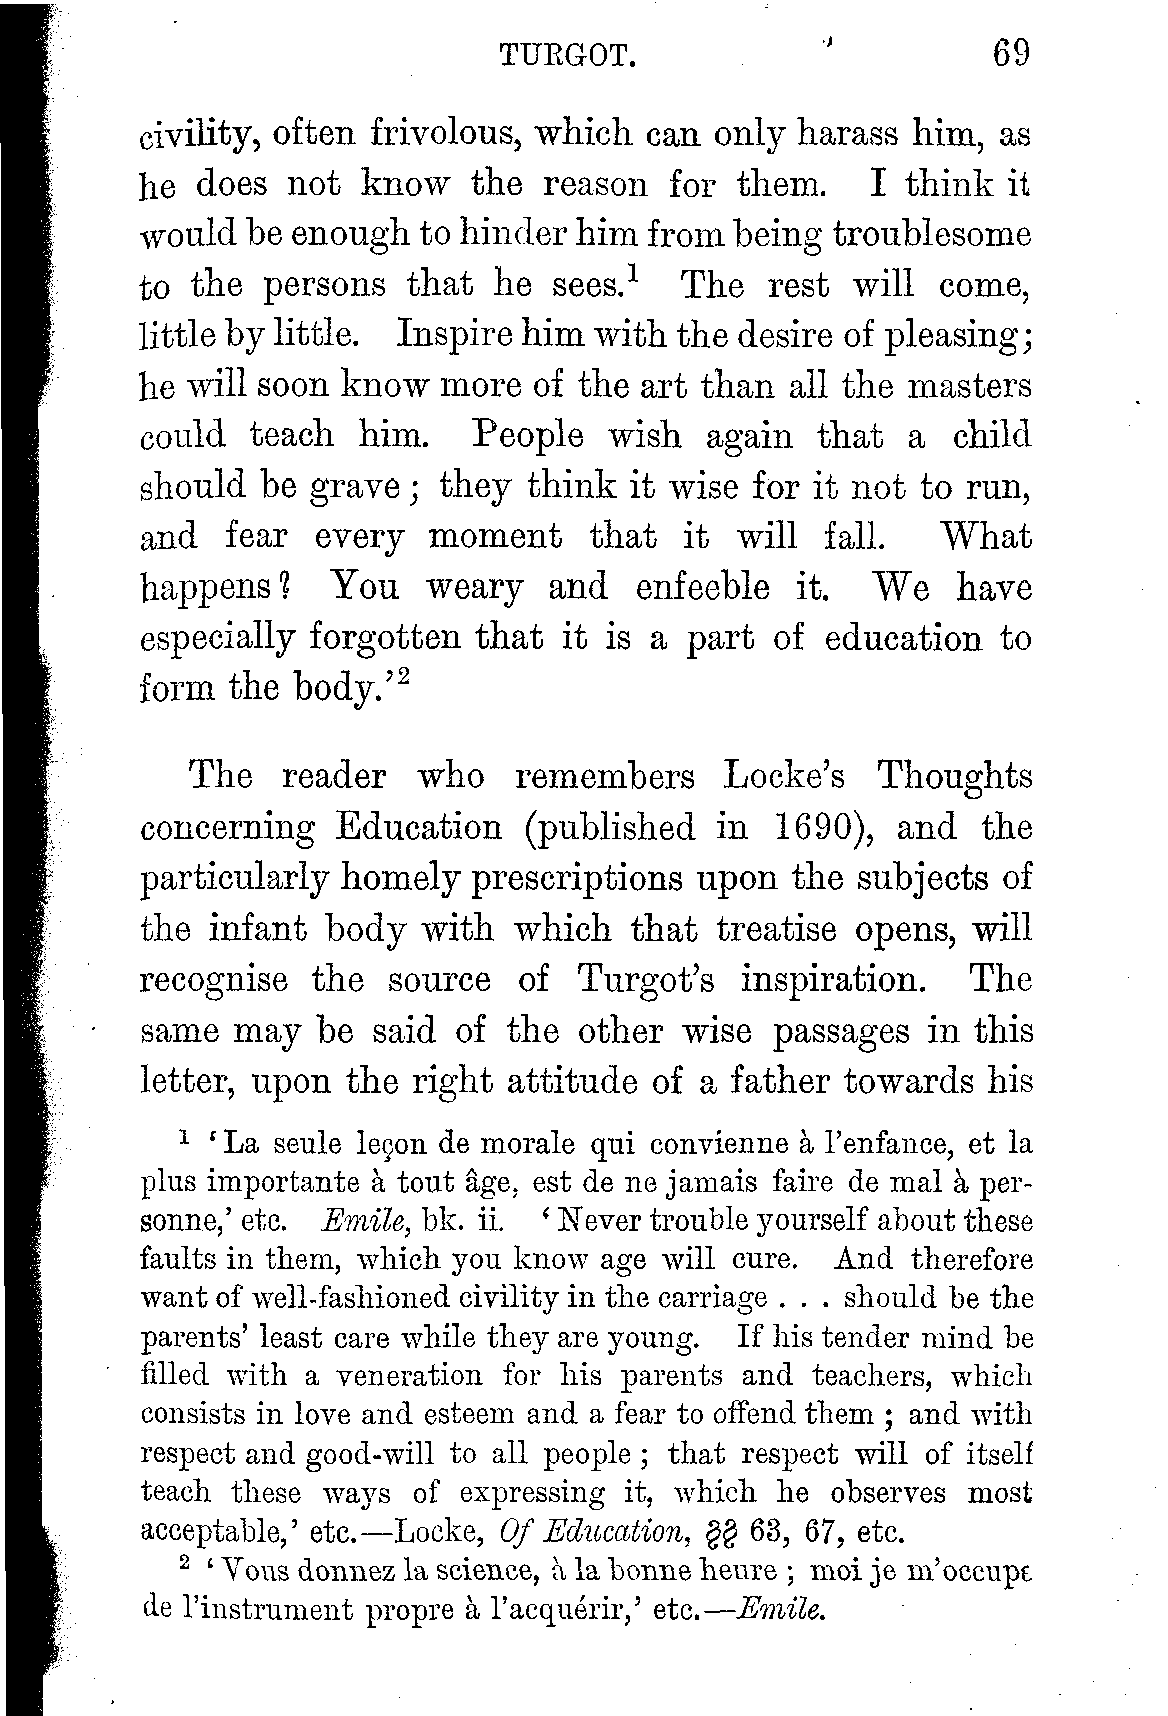 TURGOT. 69
civility, often frivolous, which can only harass him, as
he does not know the reason for them. I think it
would be enough to hinder him from being troublesome
to the persons that he sees.¹ The rest will come,
little by little. Inspire him with the desire of pleasing;
he will soon know more of the art than all the masters
could teach him. People wish again that a child
should be grave; they think it wise for it not to run,
and fear every moment that it will fall. What
happens? You weary and enfeeble it. We have
especially forgotten that it is a part of education to
form the body.’²
The reader who remembers Locke’s Thoughts
concerning Education (published in 1690), and the
particularly homely prescriptions upon the subjects of
the infant body with which that treatise opens, will
recognise the source of Turgot’s inspiration. The
same may be said of the other wise passages in this
letter, upon the right attitude of a father towards his
¹ ‘La seule leçon de morale qui convienne à l’enfance, et la
plus importante à tout âge, est de ne jamais faire de mal à per-
sonne,’ etc. Emile, bk. ii. ‘Never trouble yourself about these
faults in them, which you know age will cure. And therefore
want of well-fashioned civility in the carriage . . . should be the
parents’ least care while they are young. If his tender mind be
filled with a veneration for his parents and teachers, which
consists in love and esteem and a fear to offend them; and with
respect and good-will to all people; that respect will of itself
teach these ways of expressing it, which he observes most
acceptable,’ etc.—Locke, Of Education, §§ 63, 67, etc.
² ‘Vous donnez la science, à la bonne heure; moi je m’occupe
de l’instrument propre à l’acquérir,’ etc.—Emile.